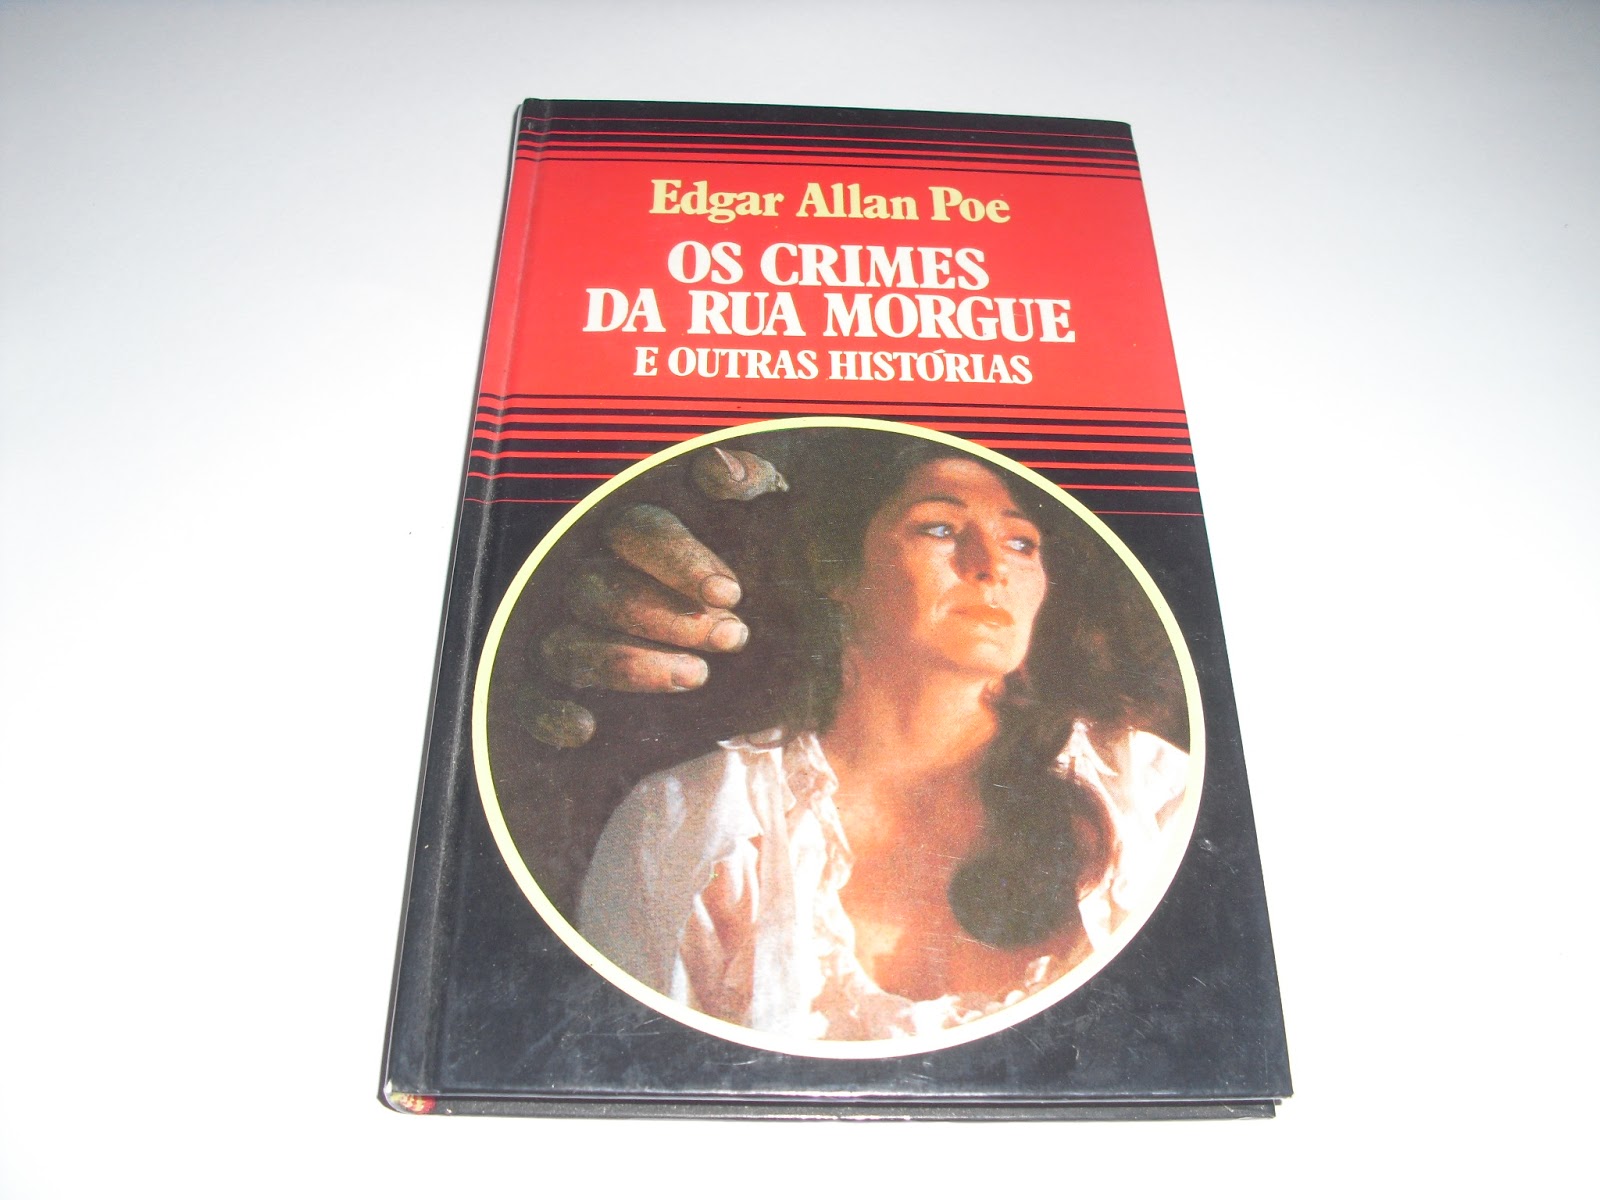 Edgar Allan Poe
OS CRIMES
DA RUA MORGUE
E OUTRAS HISTÓRIAS